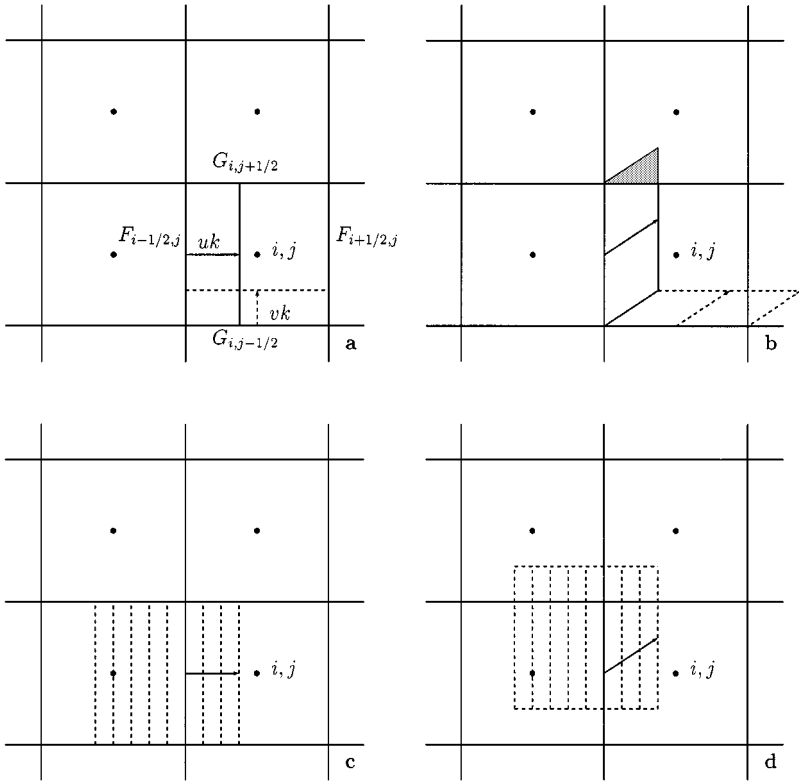 G_{i,j+1/2}
F_{i-1/2,j}
uk
i, j
F_{i+1/2,j}
vk
G_{i,j-1/2}
a
i, j
b
i, j
c
i, j
d